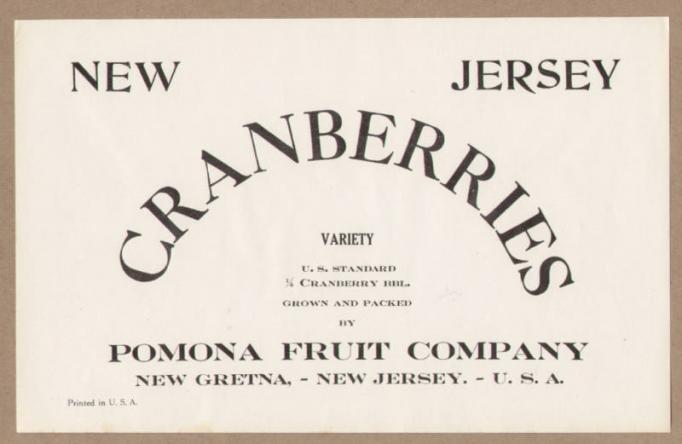 NEW JERSEY
CRANBERRIES
VARIETY
U. S. STANDARD
¼ CRANBERRY BBL.
GROWN AND PACKED
BY
POMONA FRUIT COMPANY
NEW GRETNA, - NEW JERSEY. - U. S. A.
Printed in U. S. A.